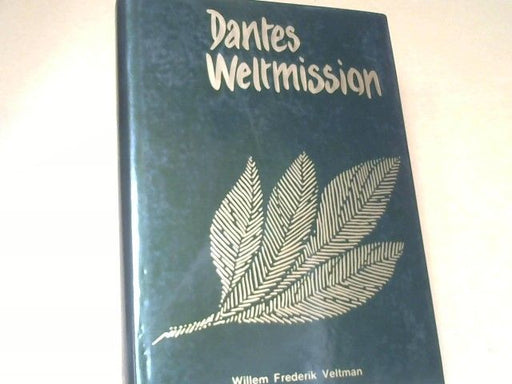 Dantes
Weltmission
Willem Frederik Veltman